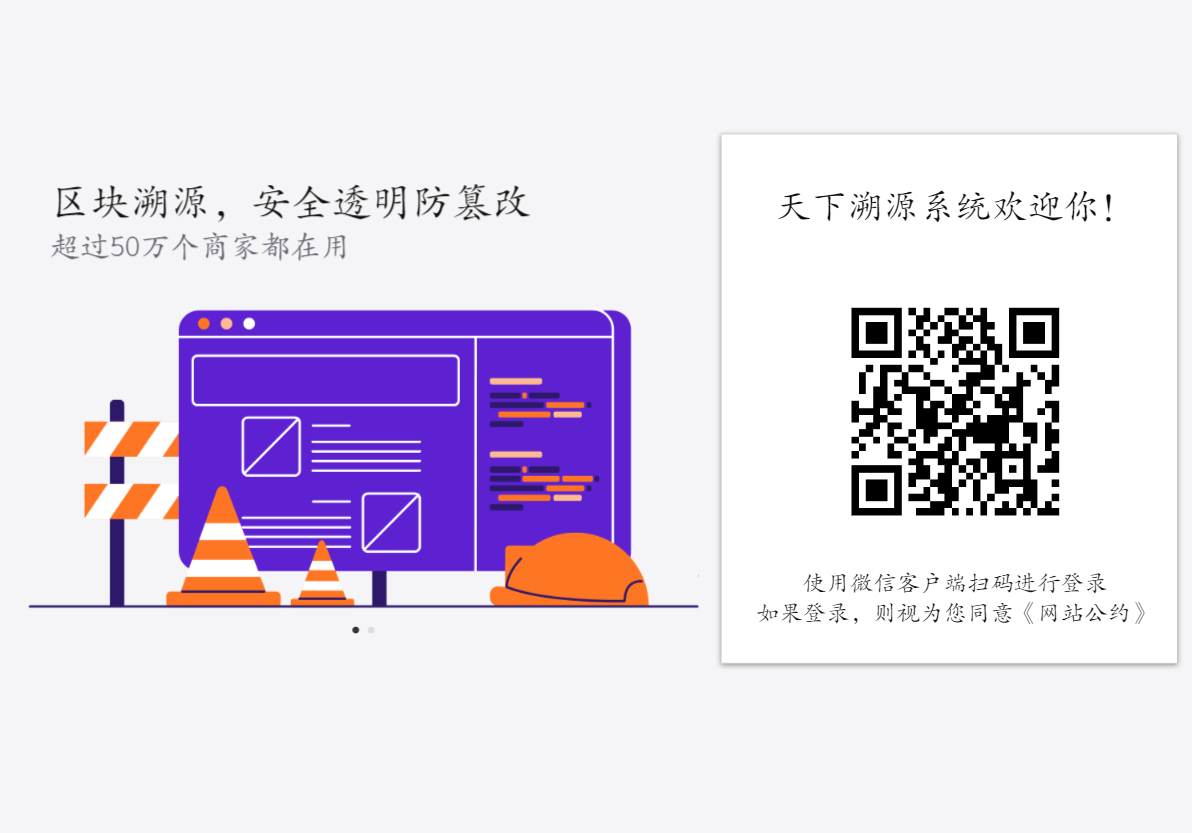 区块溯源，安全透明防篡改
超过50万个商家都在用
天下溯源系统欢迎你！
使用微信客户端扫码进行登录
如果登录，则视为您同意《网站公约》